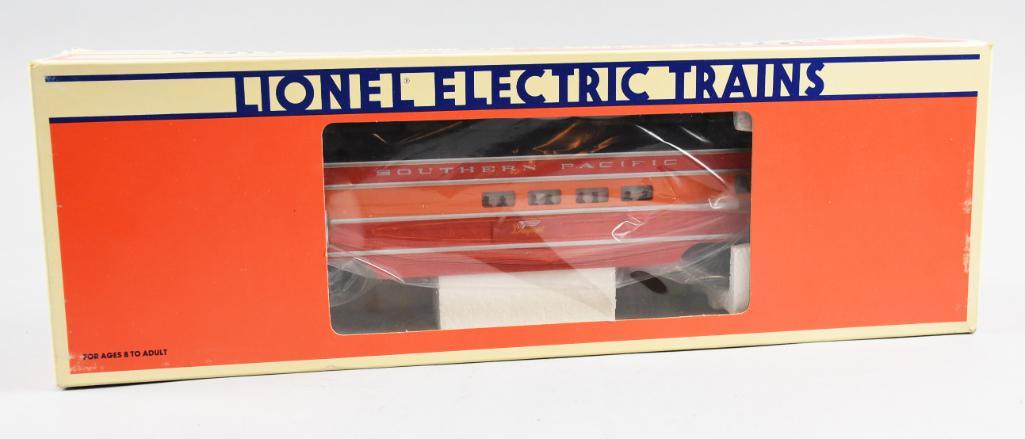 LIONEL® ELECTRIC TRAINS
SOUTHERN PACIFIC
FOR AGES 8 TO ADULT